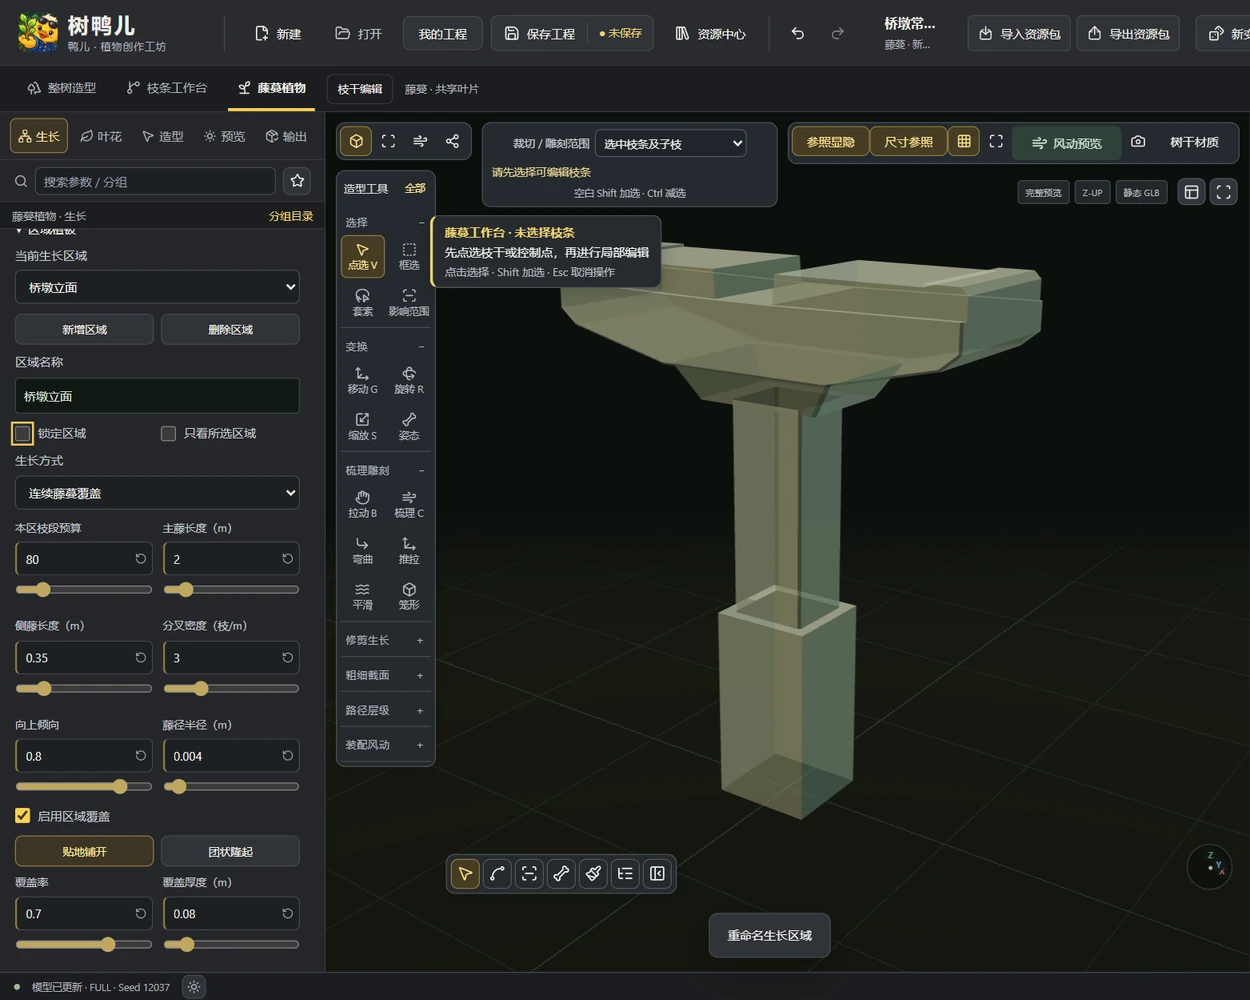 树鸭儿
鸭儿 · 植物创作工坊
新建
打开
我的工程
保存工程
未保存
资源中心
桥墩常...
藤蔓 · 新...
导入资源包
导出资源包
整树造型
枝条工作台
藤蔓植物
枝干编辑
藤蔓 · 共享叶片
生长
叶花
造型
预览
输出
搜索参数 / 分组
藤蔓植物 · 生长
分组目录
当前生长区域
桥墩立面
新增区域
删除区域
区域名称
桥墩立面
锁定区域
只看所选区域
生长方式
连续藤蔓覆盖
本区枝段预算
主藤长度（m）
80
2
侧藤长度（m）
分叉密度（枝/m）
0.35
3
向上倾向
藤径半径（m）
0.8
0.004
启用区域覆盖
贴地铺开
团状隆起
覆盖率
覆盖厚度（m）
0.7
0.08
模型已更新 · FULL · Seed 12037
裁切 / 雕刻范围
选中枝条及子枝
请先选择可编辑枝条
空白 Shift 加选 · Ctrl 减选
参照显隐
尺寸参照
风动预览
树干材质
完整预览
Z-UP
静态 GLB
造型工具
全部
选择
点选 V
框选
套索
影响范围
变换
移动 G
旋转 R
缩放 S
姿态
梳理雕刻
拉动 B
梳理 C
弯曲
推拉
平滑
笼形
修剪生长
粗细截面
路径层级
装配风动
藤蔓工作台 · 未选择枝条
先点选枝干或控制点，再进行局部编辑
点击选择 · Shift 加选 · Esc 取消操作
重命名生长区域
Z
Y
X